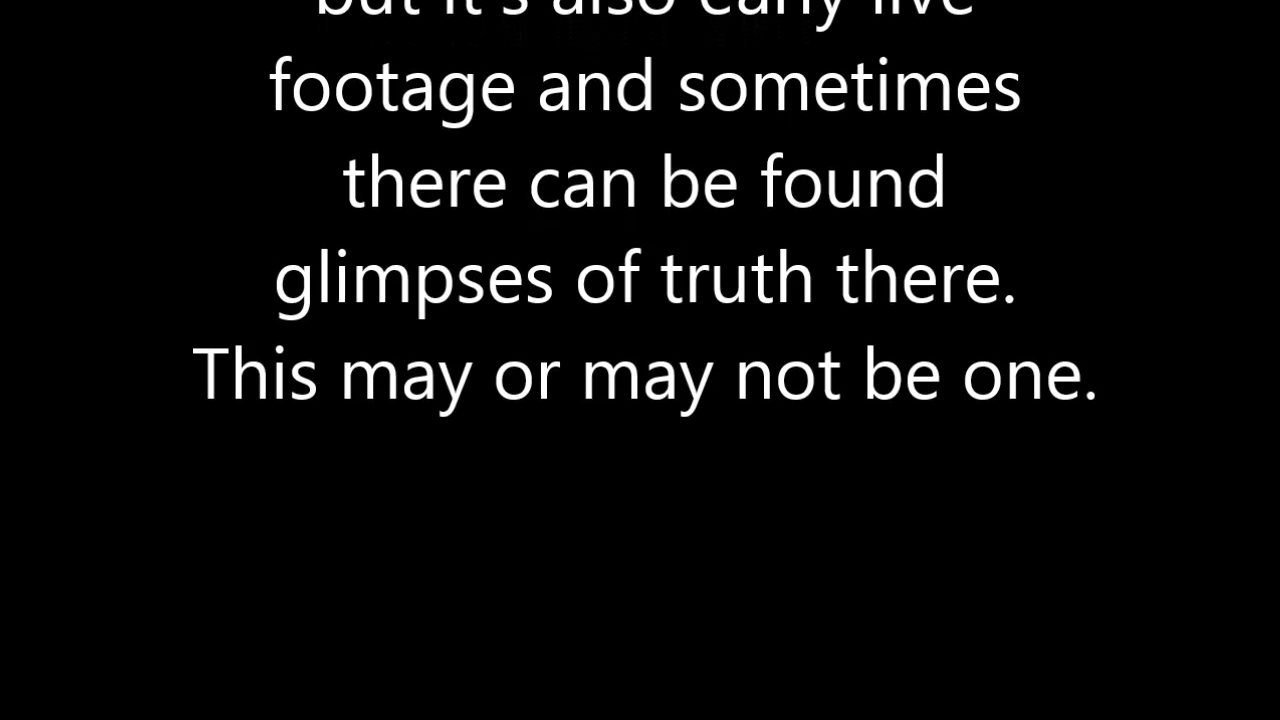 but it's also early live
footage and sometimes
there can be found
glimpses of truth there.
This may or may not be one.